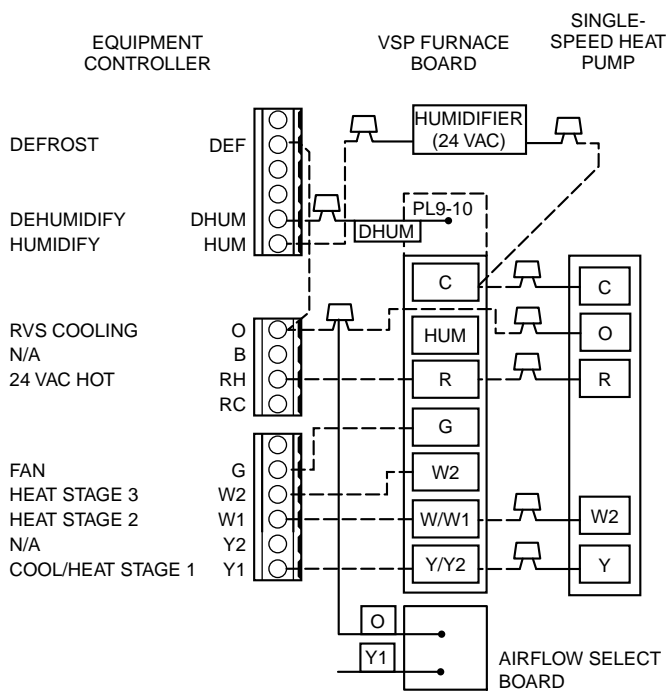 EQUIPMENT
CONTROLLER
VSP FURNACE
BOARD
SINGLE-
SPEED HEAT
PUMP
HUMIDIFIER
(24 VAC)
DEFROST DEF
PL9-10
DEHUMIDIFY DHUM
DHUM
HUMIDIFY HUM
C C
RVS COOLING O HUM O
N/A B
24 VAC HOT RH R R
RC
G
FAN G W2
HEAT STAGE 3 W2
HEAT STAGE 2 W1 W/W1 W2
N/A Y2
COOL/HEAT STAGE 1 Y1 Y/Y2 Y
O
Y1
AIRFLOW SELECT
BOARD